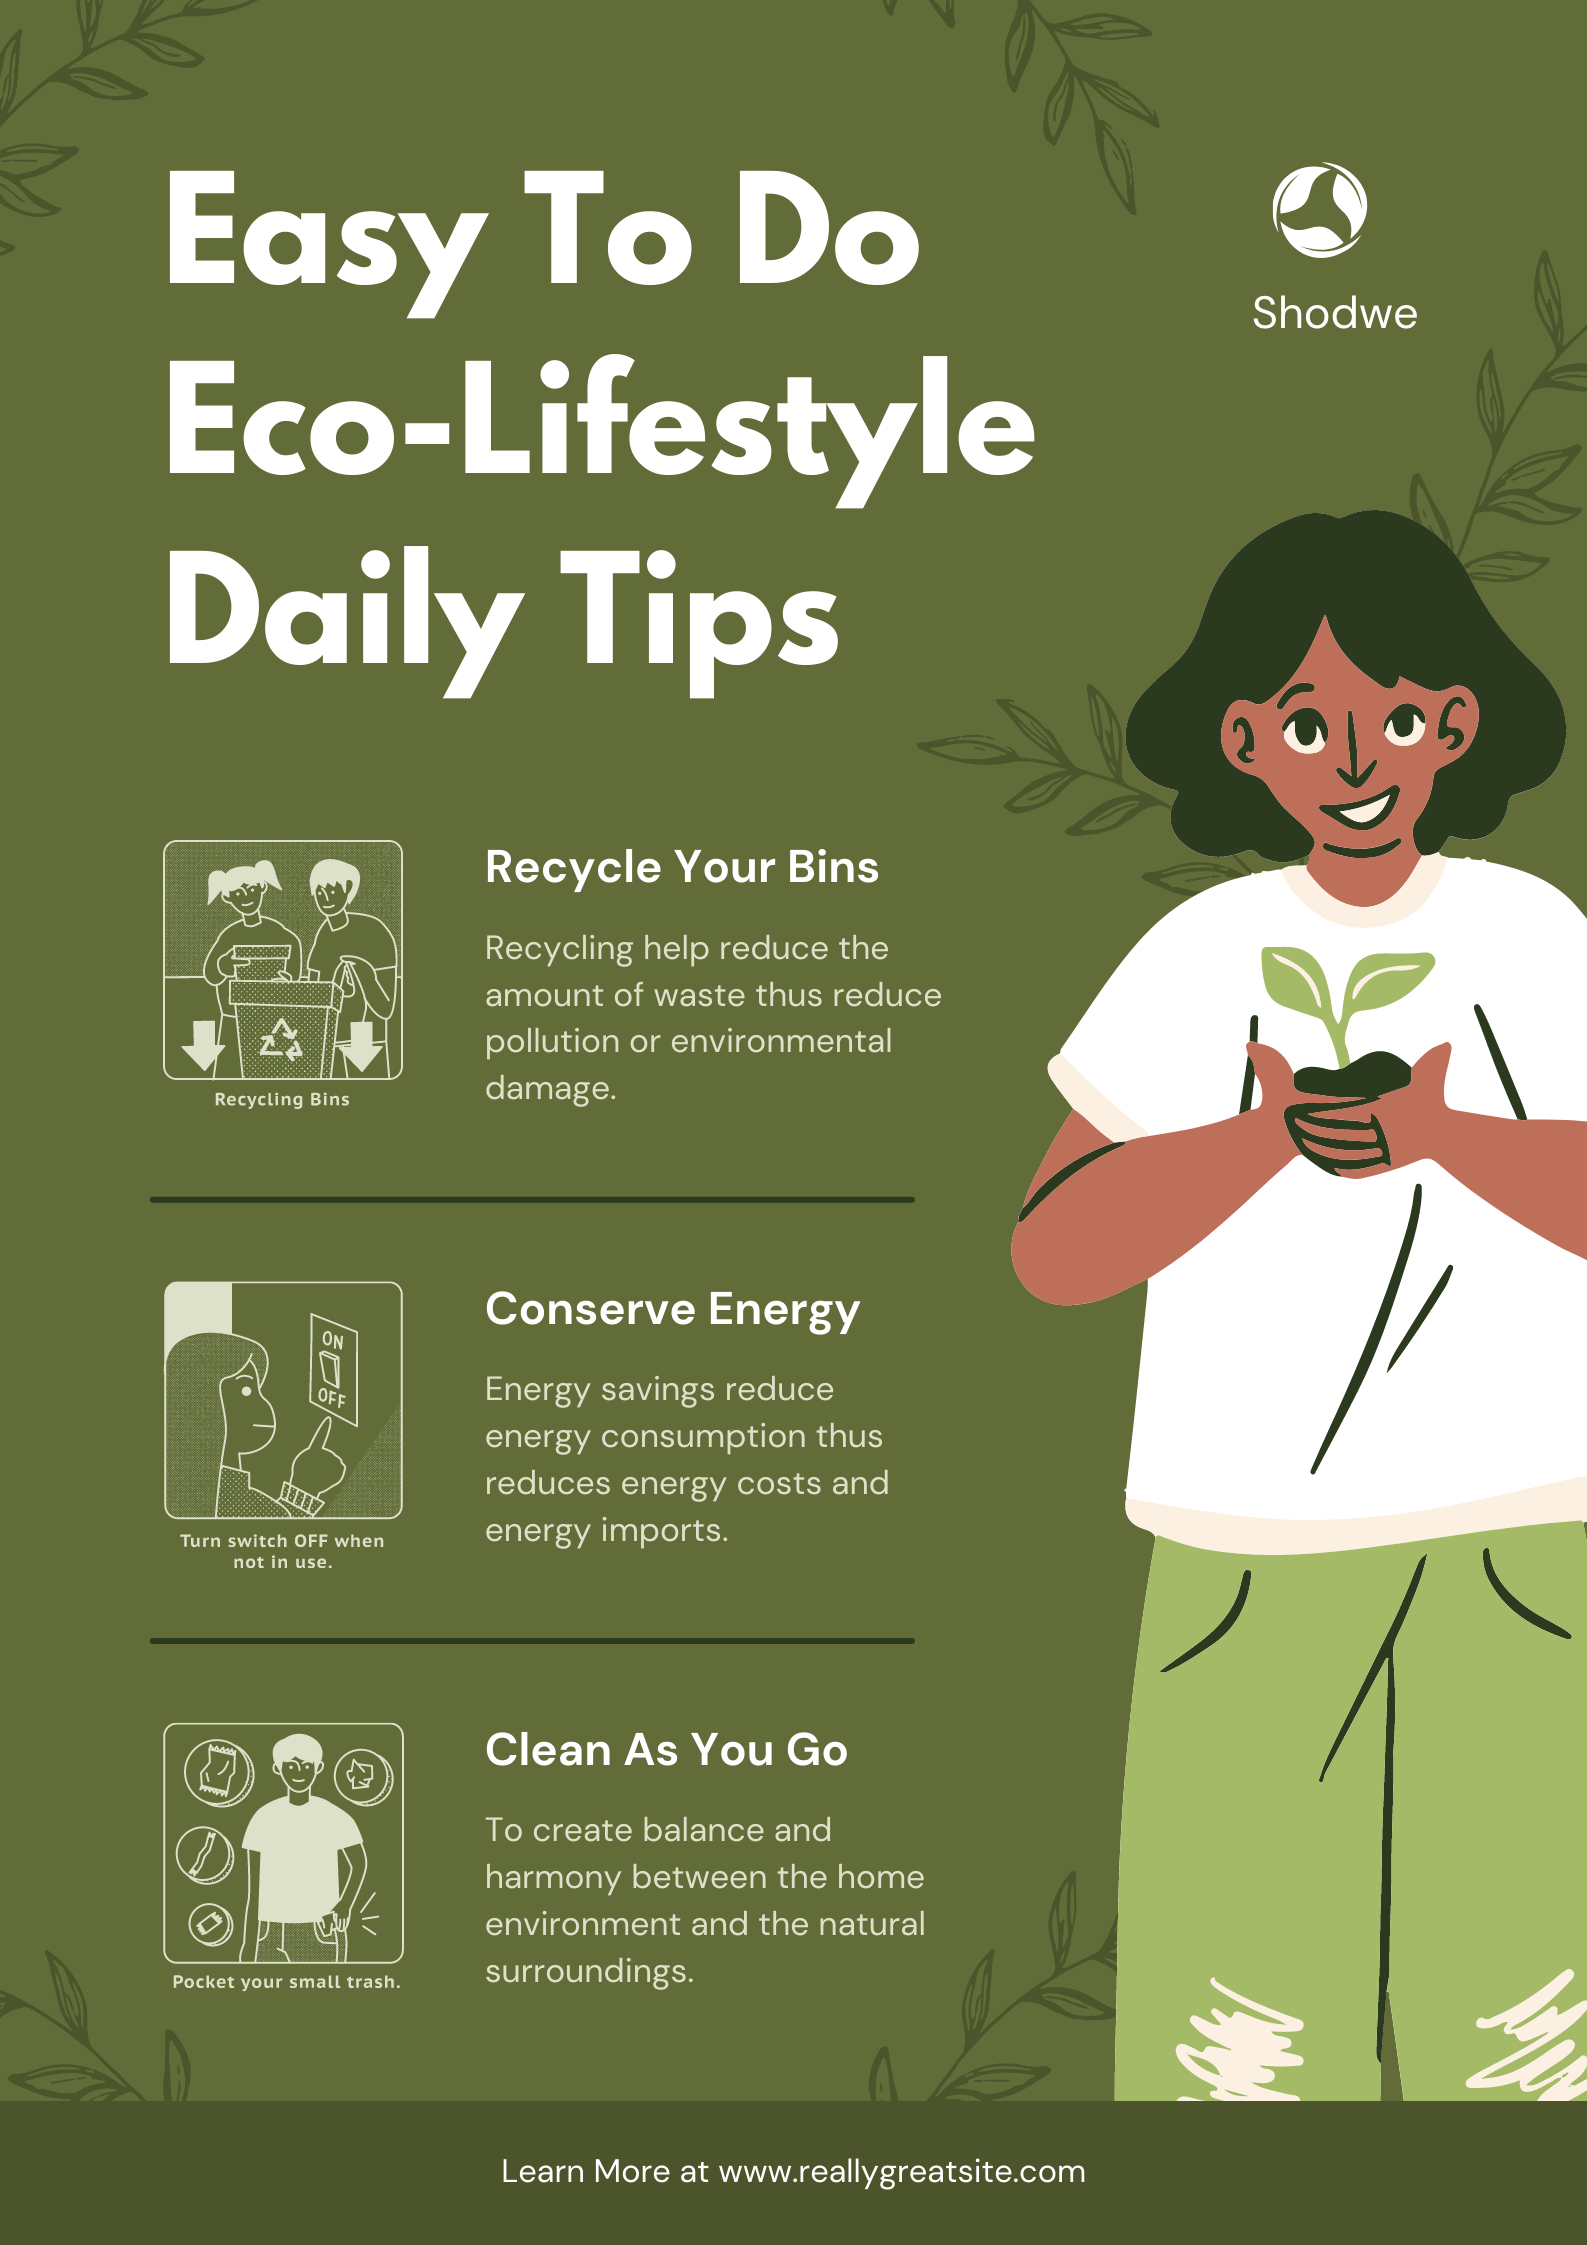 Easy To Do
Eco-Lifestyle
Daily Tips
Shodwe
Recycle Your Bins
Recycling help reduce the
amount of waste thus reduce
pollution or environmental
damage.
Recycling Bins
Conserve Energy
Energy savings reduce
energy consumption thus
reduces energy costs and
energy imports.
ON
OFF
Turn switch OFF when
not in use.
Clean As You Go
To create balance and
harmony between the home
environment and the natural
surroundings.
Pocket your small trash.
Learn More at www.reallygreatsite.com